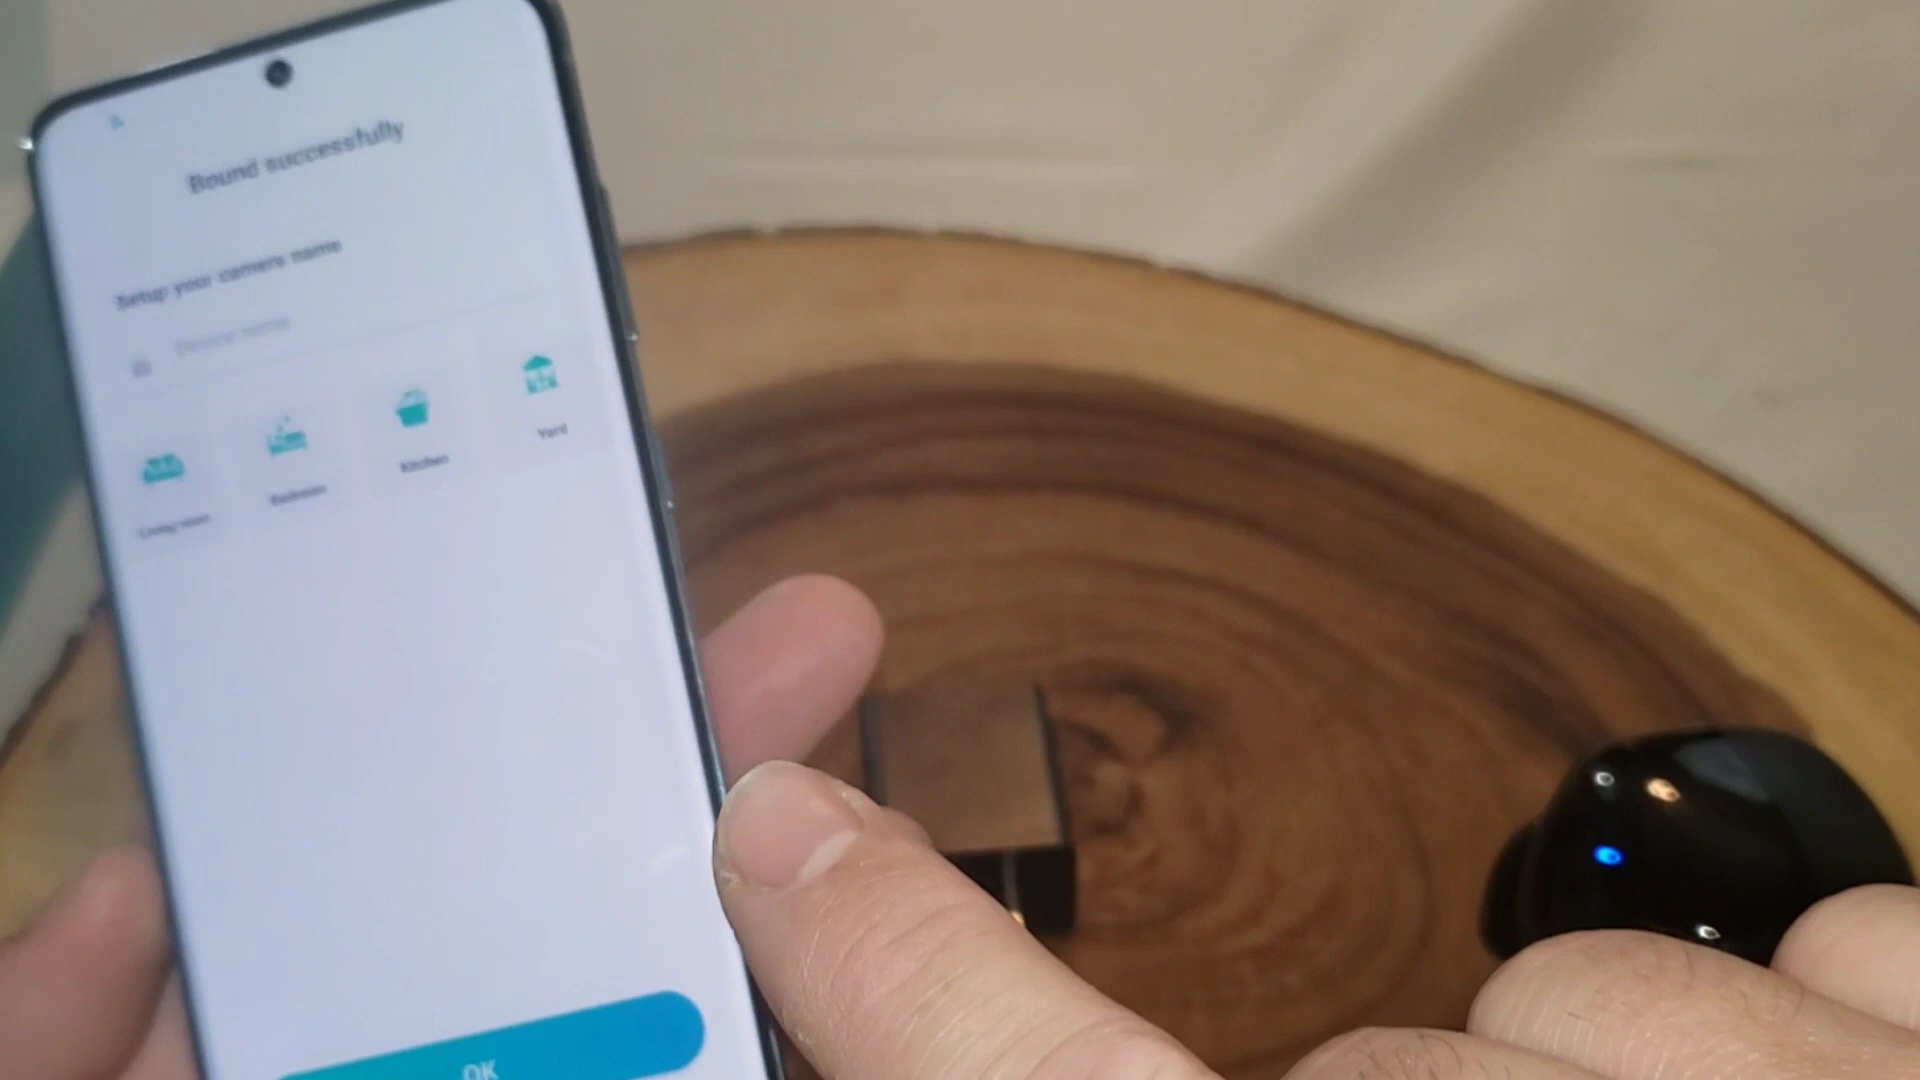 Bound successfully
Setup your camera name
Device name
Living room
Bedroom
Kitchen
Yard
OK